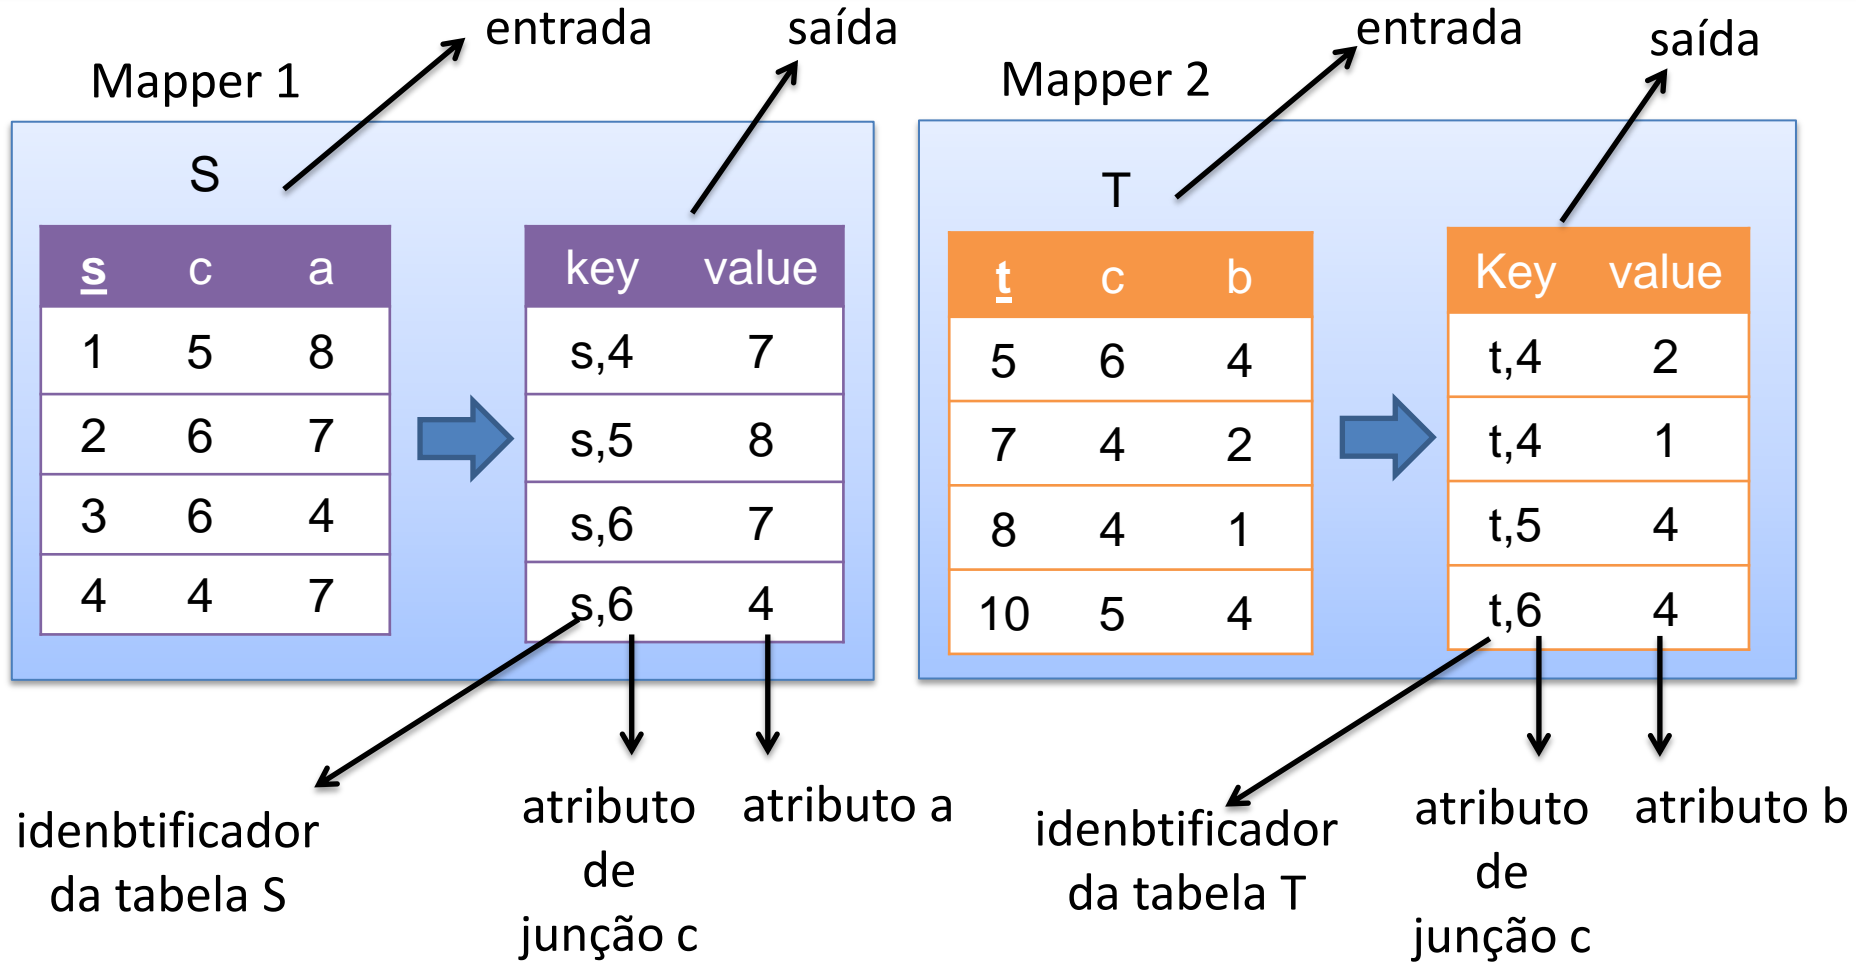 entrada saída
Mapper 1
S
s c a
1 5 8
2 6 7
3 6 4
4 4 7
key value
s,4 7
s,5 8
s,6 7
s,6 4
idenbtificador
da tabela S
atributo
de
junção c
atributo a
entrada saída
Mapper 2
T
t c b
5 6 4
7 4 2
8 4 1
10 5 4
Key value
t,4 2
t,4 1
t,5 4
t,6 4
idenbtificador
da tabela T
atributo
de
junção c
atributo b